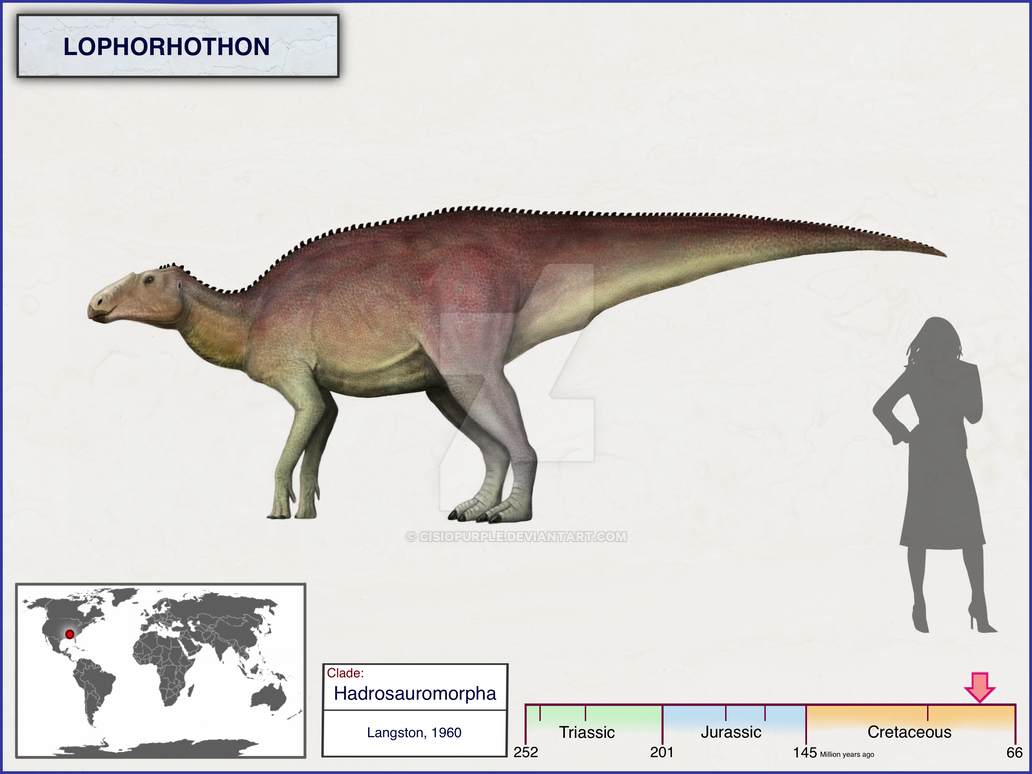 LOPHORHOTHON
© CISIOPURPLE.DEVIANTART.COM
Clade:
Hadrosauromorpha
Langston, 1960
Triassic Jurassic Cretaceous
252 201 145 Million years ago 66